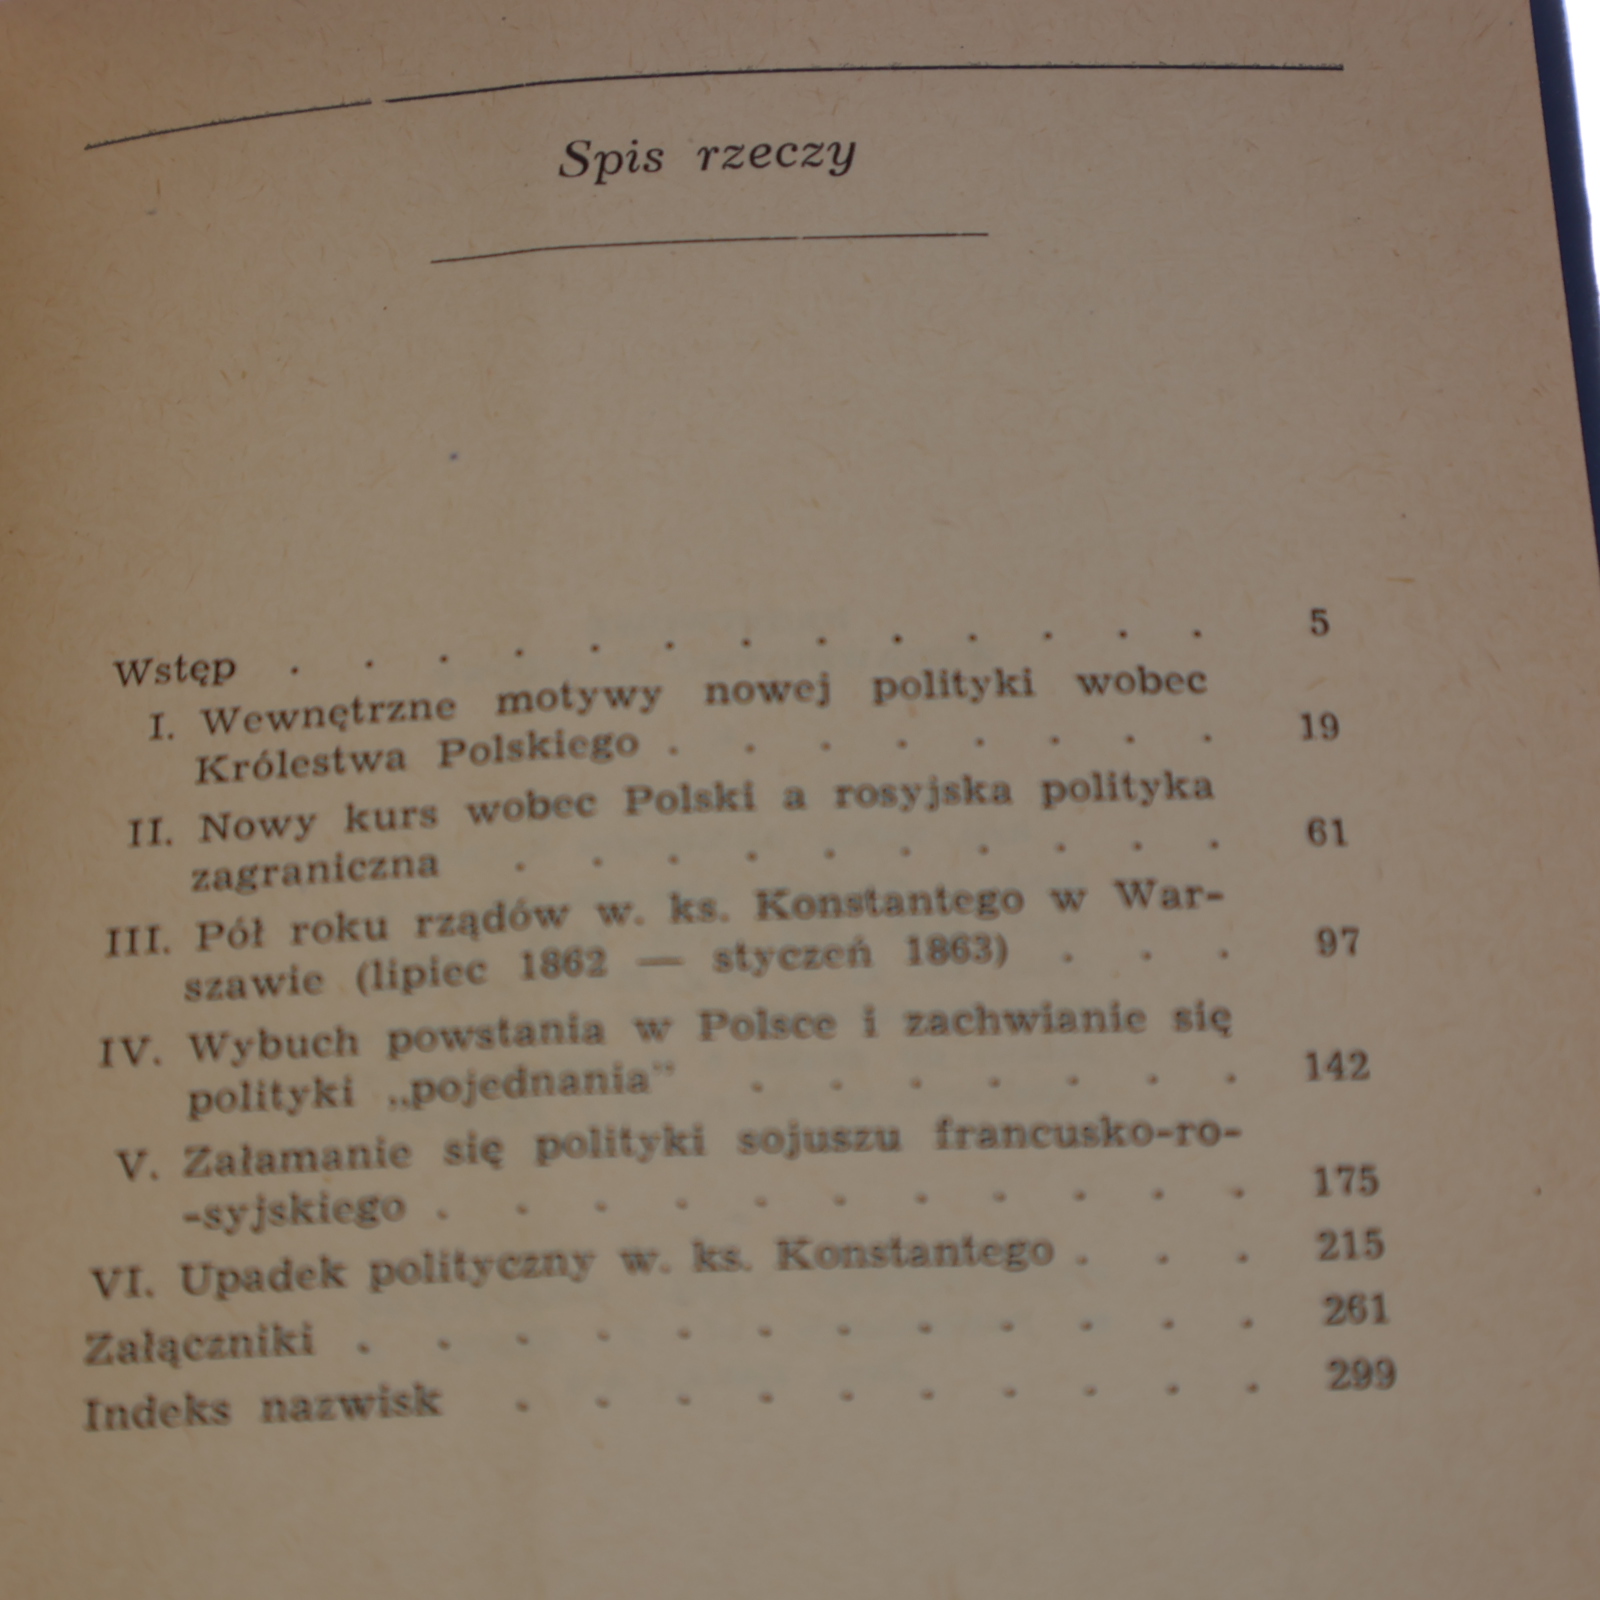 Spis rzeczy
Wstęp . . . . . . . . . . . . . 5
I. Wewnętrzne motywy nowej polityki wobec
Królestwa Polskiego . . . . . . . . 19
II. Nowy kurs wobec Polski a rosyjska polityka
zagraniczna . . . . . . . . . . 61
III. Pół roku rządów w. ks. Konstantego w War-
szawie (lipiec 1862 — styczeń 1863) . . . 97
IV. Wybuch powstania w Polsce i zachwianie się
polityki „pojednania” . . . . . . . 142
V. Załamanie się polityki sojuszu francusko-ro-
-syjskiego . . . . . . . . . . . 175
VI. Upadek polityczny w. ks. Konstantego . . . 215
Załączniki . . . . . . . . . . . . 261
Indeks nazwisk . . . . . . . . . . 299